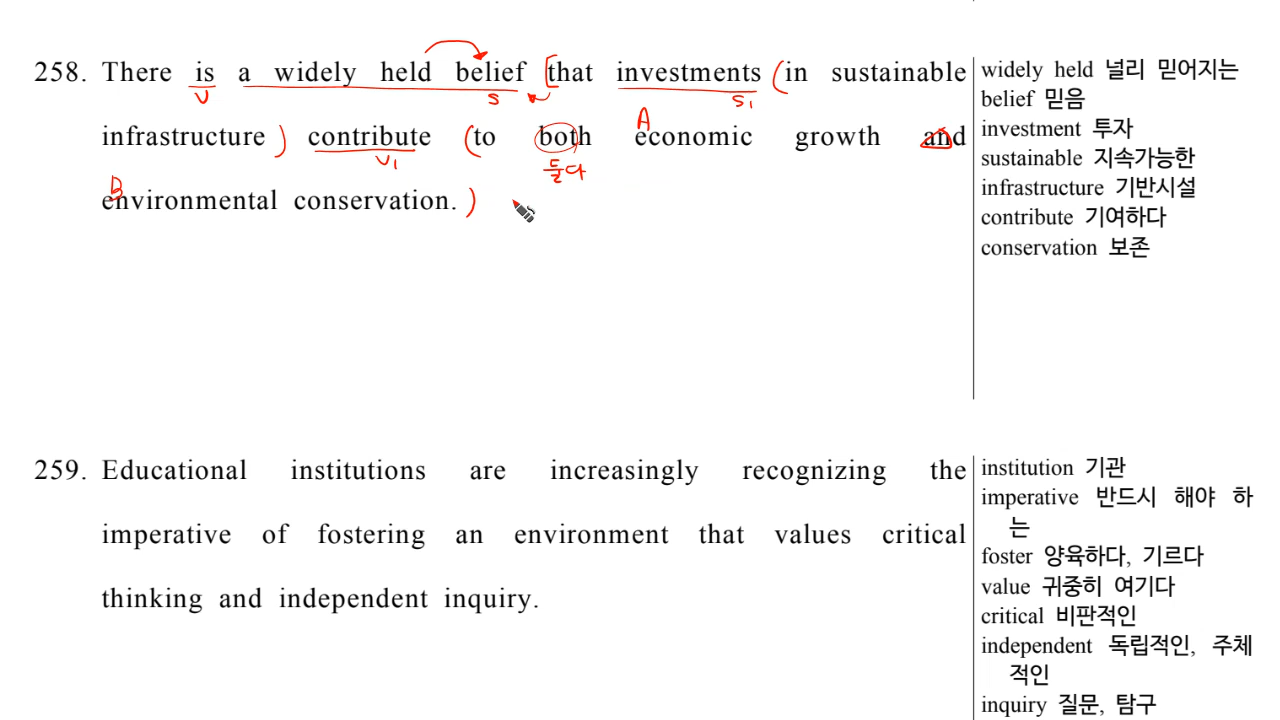 258. There is a widely held belief [that investments (in sustainable
V S S1
widely held 널리 믿어지는
belief 믿음
infrastructure ) contribute (to both economic growth and
V1 둘다 A
investment 투자
sustainable 지속가능한
infrastructure 기반시설
environmental conservation. )
B
contribute 기여하다
conservation 보존
259. Educational institutions are increasingly recognizing the
imperative of fostering an environment that values critical
thinking and independent inquiry.
institution 기관
imperative 반드시 해야 하
는
foster 양육하다, 기르다
value 귀중히 여기다
critical 비판적인
independent 독립적인, 주체
적인
inquiry 질문, 탐구